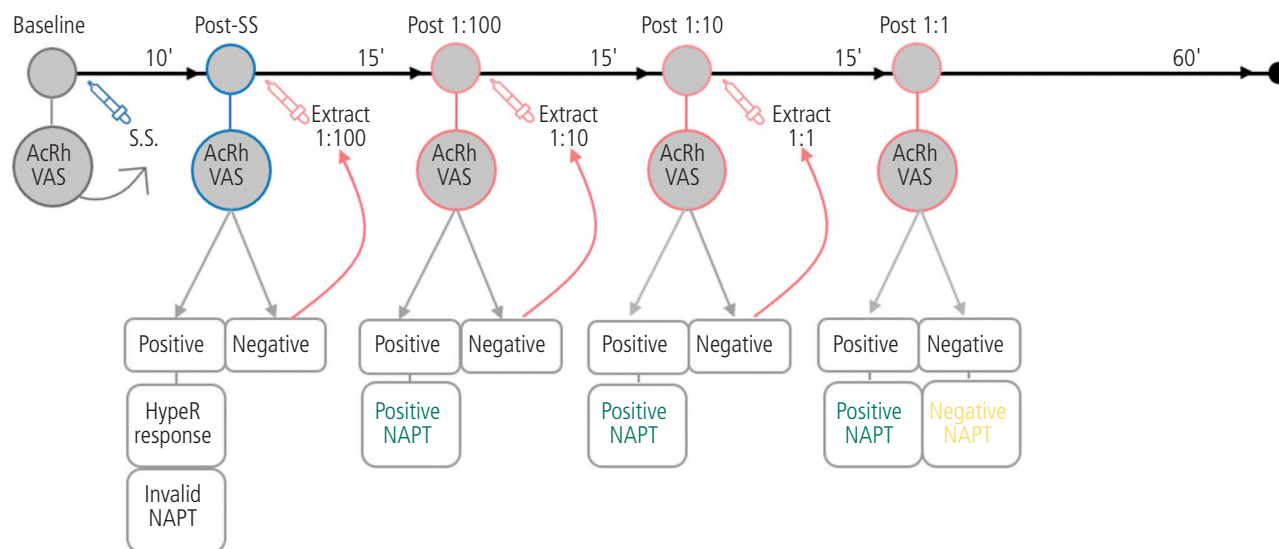 Baseline
Post-SS
Post 1:100
Post 1:10
Post 1:1
10'
15'
15'
15'
60'
S.S.
Extract
1:100
Extract
1:10
Extract
1:1
AcRh
VAS
AcRh
VAS
AcRh
VAS
AcRh
VAS
AcRh
VAS
Positive
Negative
Positive
Negative
Positive
Negative
Positive
Negative
HypeR
response
Positive
NAPT
Positive
NAPT
Positive
NAPT
Negative
NAPT
Invalid
NAPT